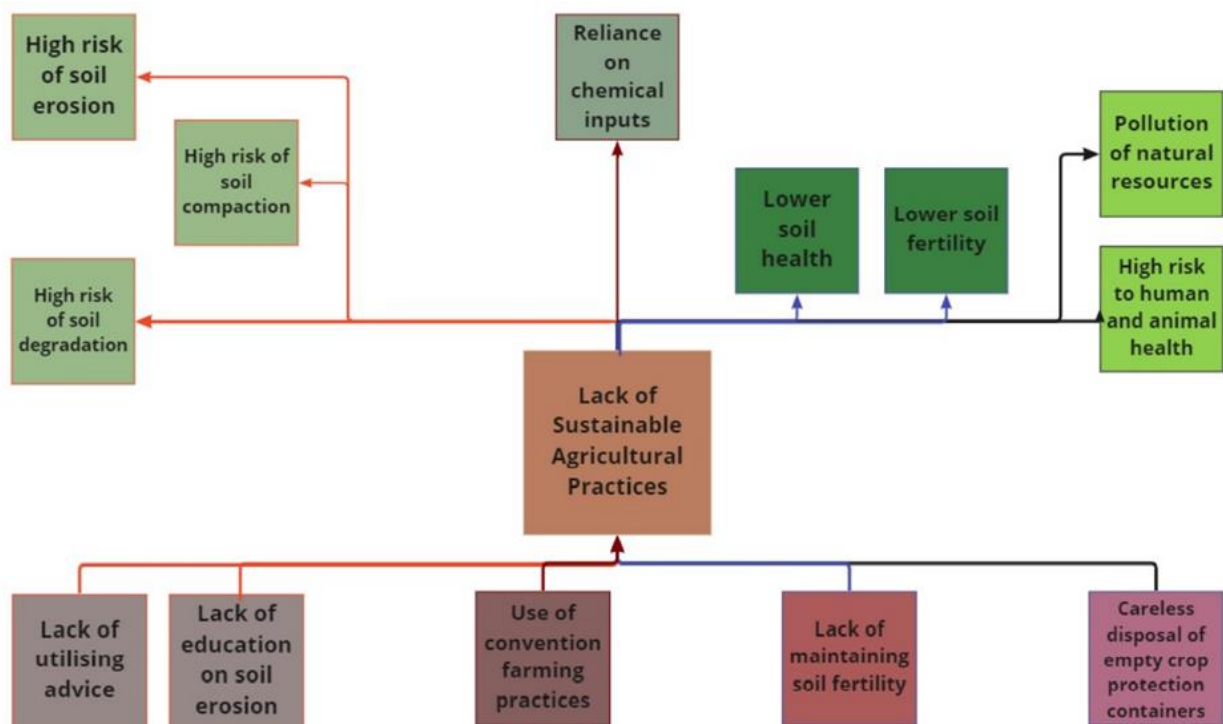 High risk
of soil
erosion
Reliance
on
chemical
inputs
Pollution
of natural
resources
High risk of
soil
compaction
Lower
soil
health
Lower soil
fertility
High risk
of soil
degradation
High risk
to human
and animal
health
Lack of
Sustainable
Agricultural
Practices
Lack of
utilising
advice
Lack of
education
on soil
erosion
Use of
convention
farming
practices
Lack of
maintaining
soil fertility
Careless
disposal of
empty crop
protection
containers